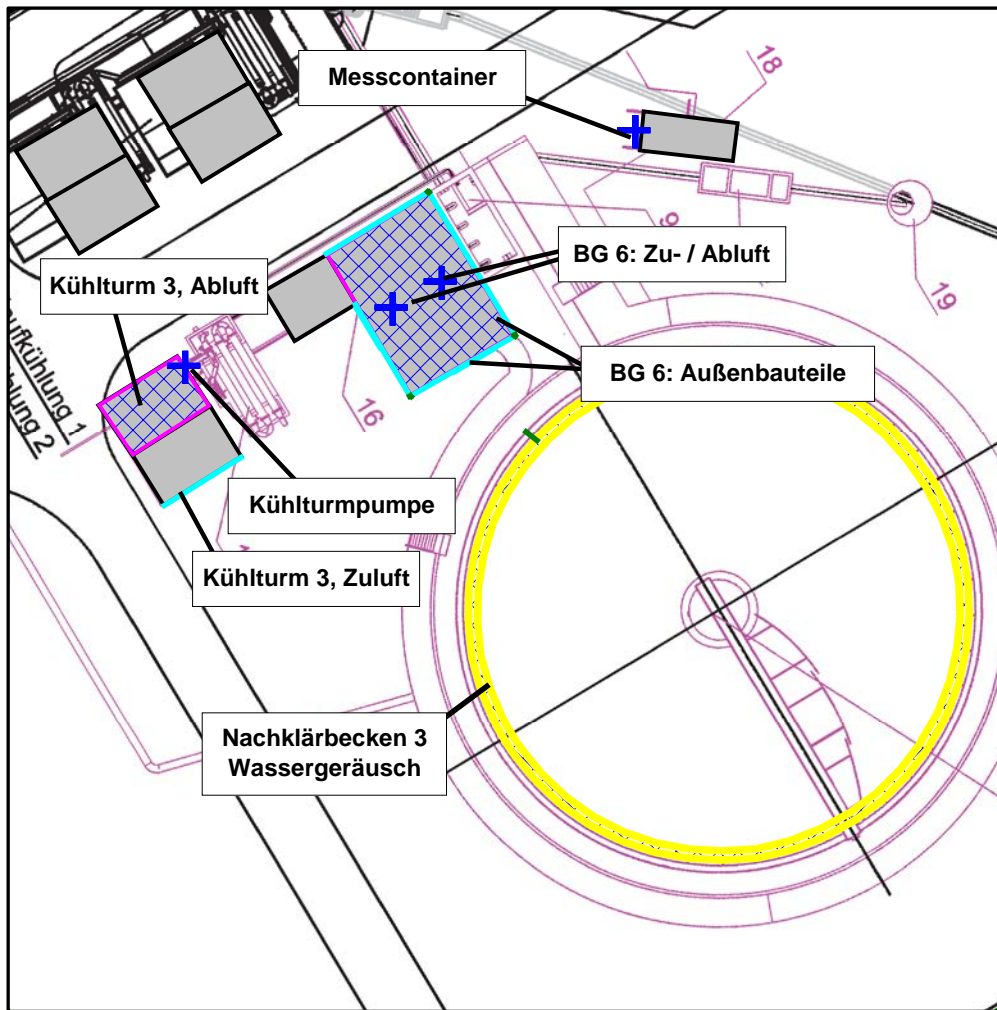 18
Messcontainer
9
BG 6: Zu- / Abluft
Kühlturm 3, Abluft
19
BG 6: Außenbauteile
16
Kühlturmpumpe
Kühlturm 3, Zuluft
Nachklärbecken 3
Wassergeräusch